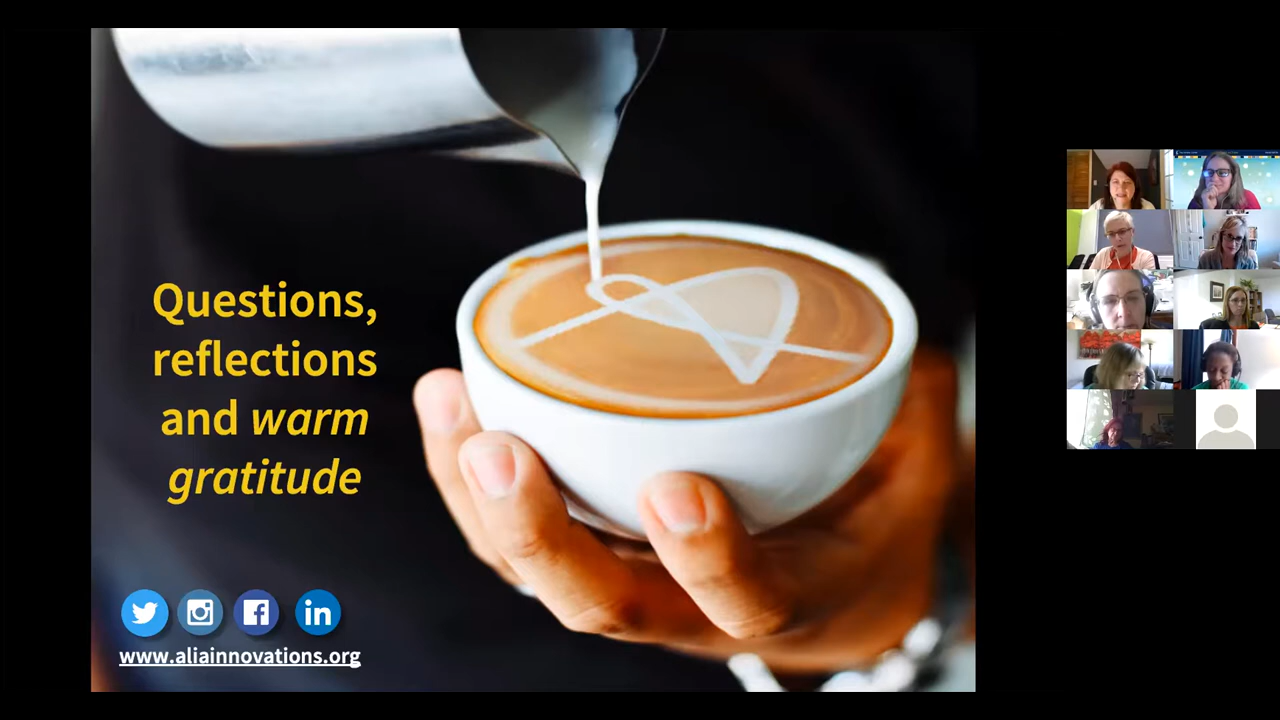 Questions,
reflections
and warm
gratitude
www.aliainnovations.org